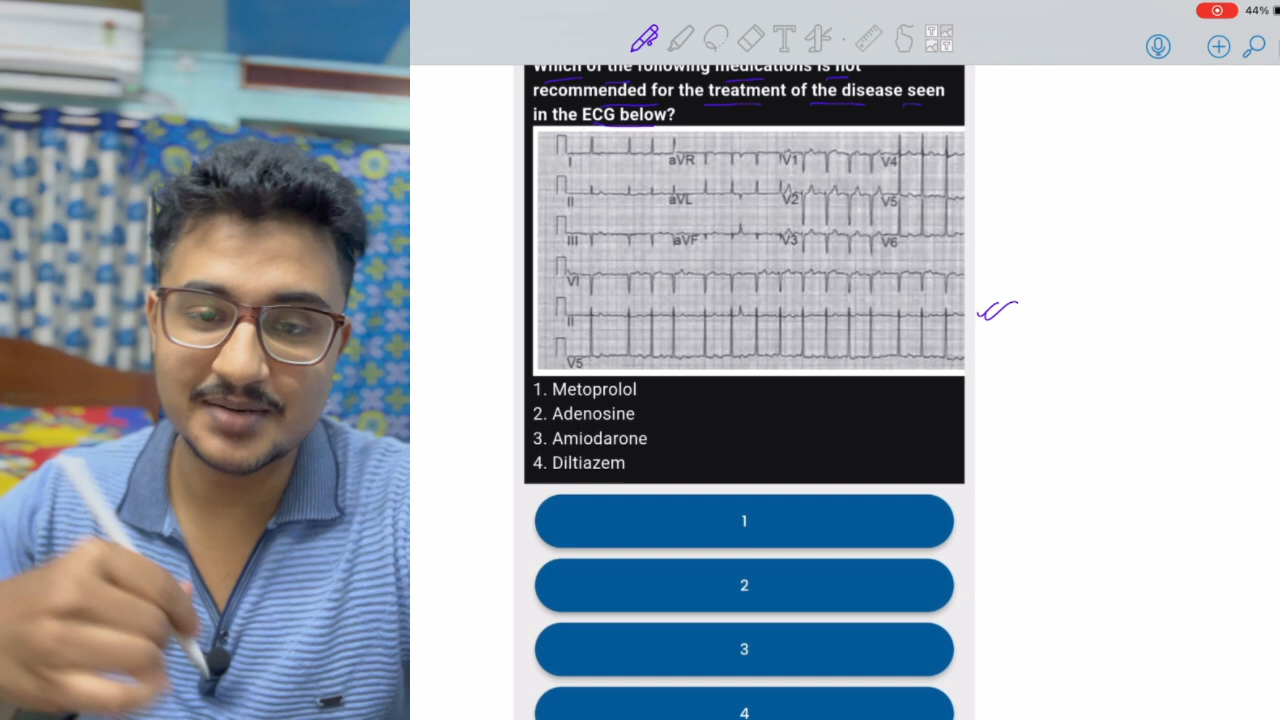 44%
Which of the following medications is not
recommended for the treatment of the disease seen
in the ECG below?
I aVR V1 V4
II aVL V2 V5
III aVF V3 V6
VI
II
V5
1. Metoprolol
2. Adenosine
3. Amiodarone
4. Diltiazem
1
2
3
4